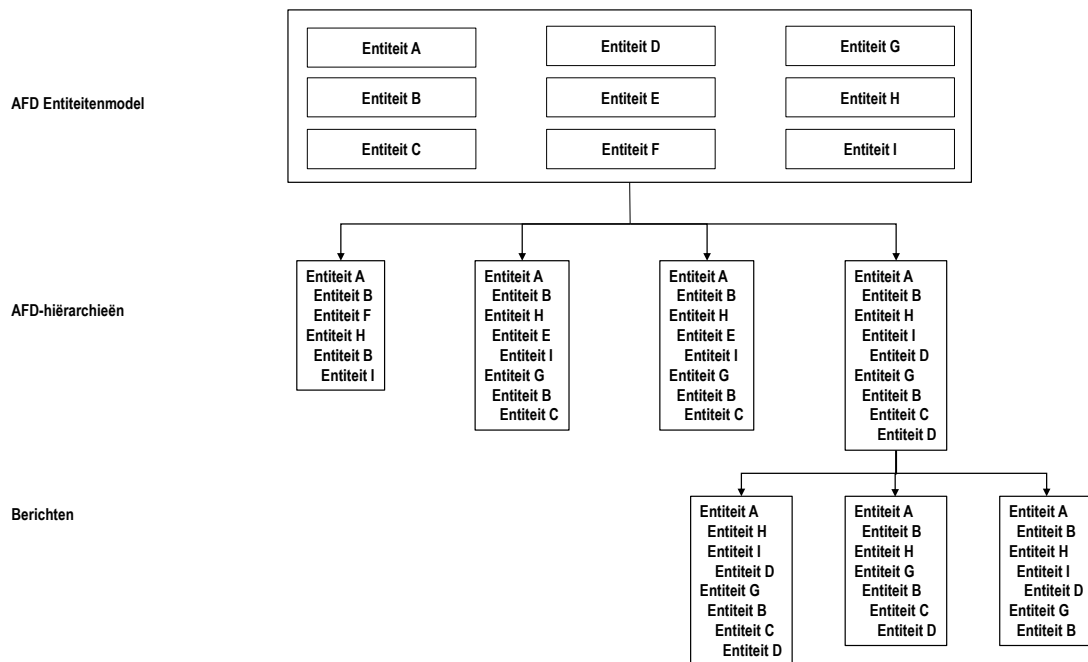 Entiteit A
Entiteit D
Entiteit G
AFD Entiteitenmodel
Entiteit B
Entiteit E
Entiteit H
Entiteit C
Entiteit F
Entiteit I
AFD-hiërarchieën
Entiteit A
Entiteit B
Entiteit F
Entiteit H
Entiteit B
Entiteit I
Entiteit A
Entiteit B
Entiteit H
Entiteit E
Entiteit I
Entiteit G
Entiteit B
Entiteit C
Entiteit A
Entiteit B
Entiteit H
Entiteit E
Entiteit I
Entiteit G
Entiteit B
Entiteit C
Entiteit A
Entiteit B
Entiteit H
Entiteit I
Entiteit D
Entiteit G
Entiteit B
Entiteit C
Entiteit D
Berichten
Entiteit A
Entiteit H
Entiteit I
Entiteit D
Entiteit G
Entiteit B
Entiteit C
Entiteit D
Entiteit A
Entiteit B
Entiteit H
Entiteit G
Entiteit B
Entiteit C
Entiteit D
Entiteit A
Entiteit B
Entiteit H
Entiteit I
Entiteit D
Entiteit G
Entiteit B